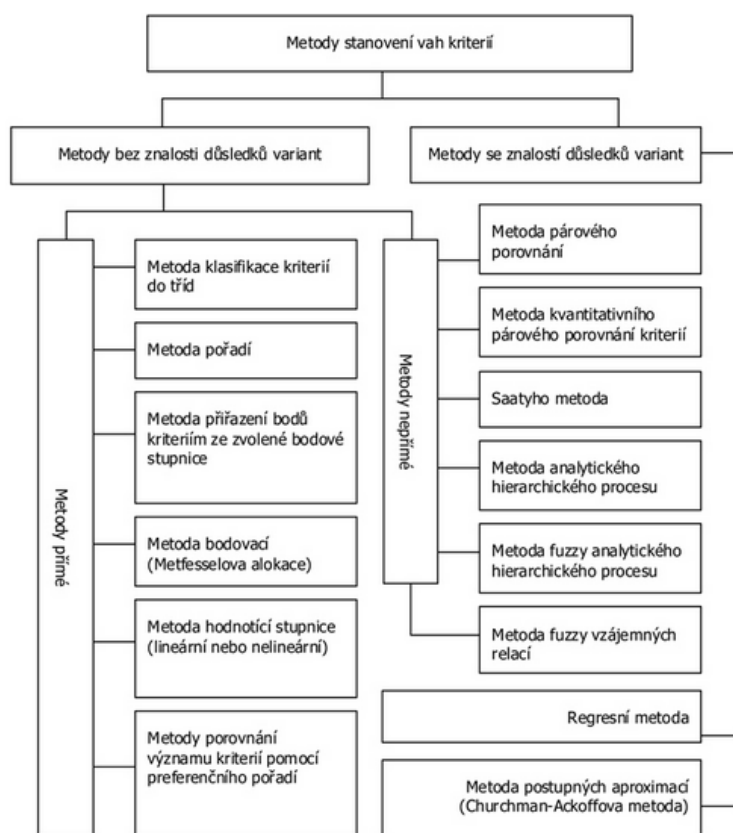 Metody stanovení vah kriterií
Metody bez znalosti důsledků variant
Metody se znalostí důsledků variant
Metody přímé
Metoda klasifikace kriterií
do tříd
Metoda pořadí
Metoda přiřazení bodů
kriteriím ze zvolené bodové
stupnice
Metoda bodovací
(Metfesselova alokace)
Metoda hodnotící stupnice
(lineární nebo nelineární)
Metody porovnání
významu kriterií pomocí
preferenčního pořadí
Metody nepřímé
Metoda párového
porovnání
Metoda kvantitativního
párového porovnání kriterií
Saatyho metoda
Metoda analytického
hierarchického procesu
Metoda fuzzy analytického
hierarchického procesu
Metoda fuzzy vzájemných
relací
Regresní metoda
Metoda postupných aproximací
(Churchman-Ackoffova metoda)